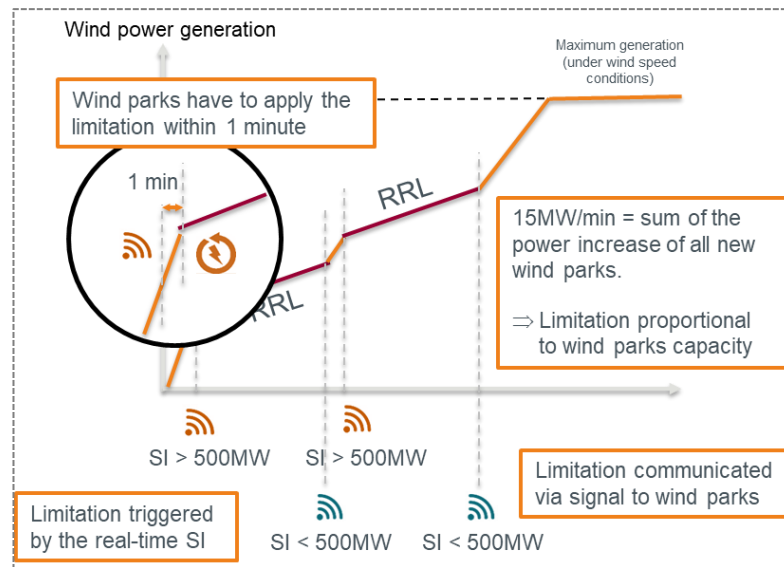 Wind power generation
Maximum generation
(under wind speed
conditions)
Wind parks have to apply the
limitation within 1 minute
1 min
RRL
RRL
15MW/min = sum of the
power increase of all new
wind parks.
⇒ Limitation proportional
to wind parks capacity
SI > 500MW
SI > 500MW
Limitation communicated
via signal to wind parks
Limitation triggered
by the real-time SI
SI < 500MW
SI < 500MW